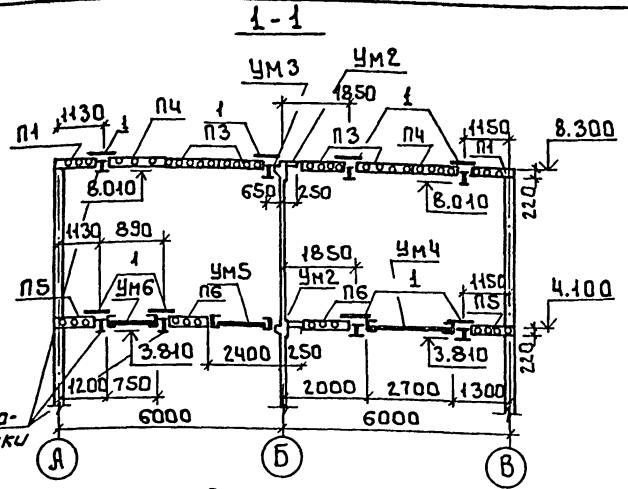 1-1
УМ3 УМ2
1850
1130 1 П4 1 П3 П3 1 П4 1150
П1 П1 8.300
8.010 650 250 8.010 220
1130 890 1850 УМ4 1150
П5 1 УМ6 П6 УМ5 УМ2 П6 1 П5 4.100
3.810 2400 250 3.810 220
1200 750 2000 2700 1300
6000 6000
ки
А Б В